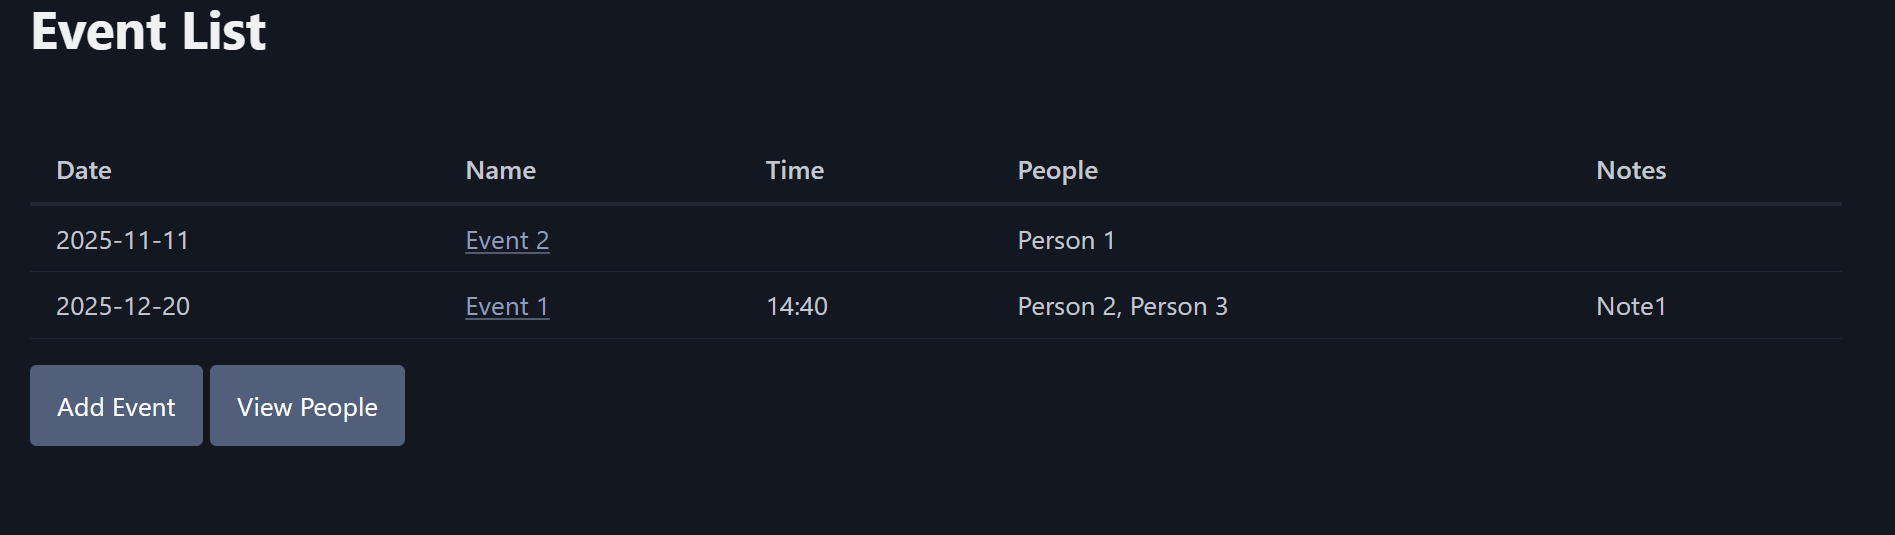 Event List
Date Name Time People Notes
2025-11-11 Event 2 Person 1
2025-12-20 Event 1 14:40 Person 2, Person 3 Note1
Add Event View People